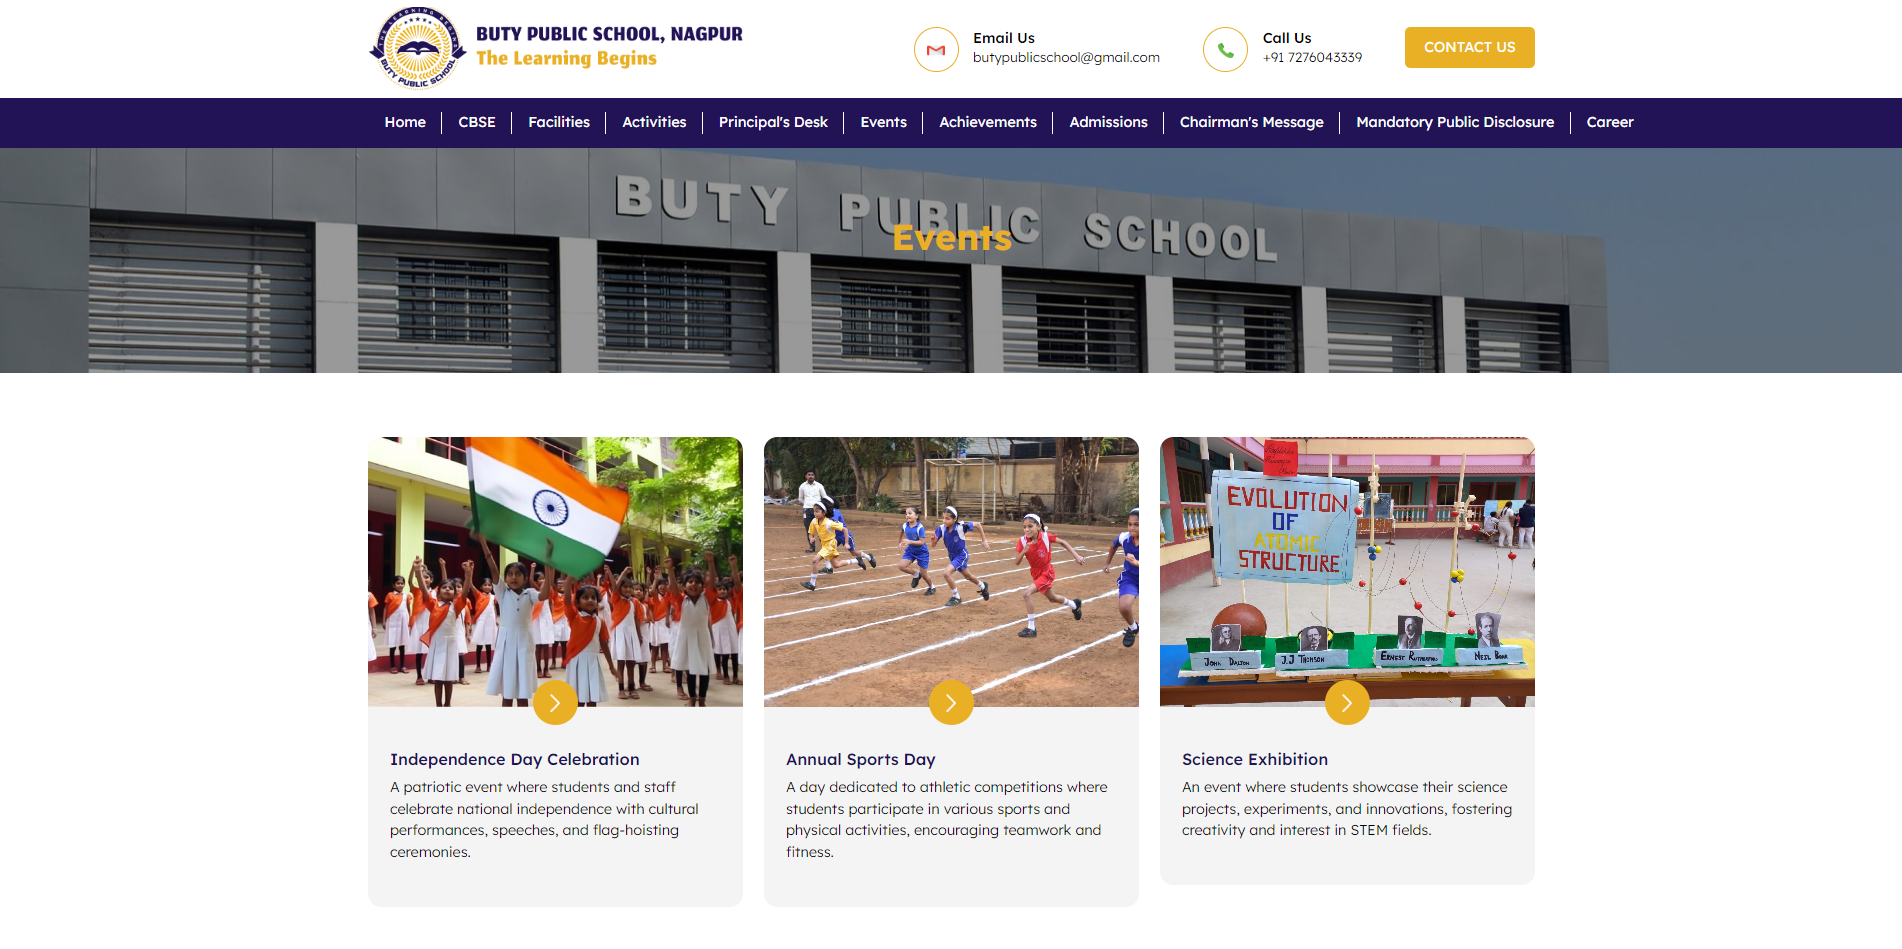 THE LEARNING BEGINS
BUTY PUBLIC SCHOOL
BUTY PUBLIC SCHOOL, NAGPUR
The Learning Begins
Email Us
butypublicschool@gmail.com
Call Us
+91 7276043339
CONTACT US
Home
CBSE
Facilities
Activities
Principal's Desk
Events
Achievements
Admissions
Chairman's Message
Mandatory Public Disclosure
Career
BUTY PUBLIC SCHOOL
Events
EVOLUTION
OF
ATOMIC
STRUCTURE
JOHN DALTON
J.J THOMSON
ERNEST RUTHERFORD
NEIL BOHR
Independence Day Celebration
A patriotic event where students and staff
celebrate national independence with cultural
performances, speeches, and flag-hoisting
ceremonies.
Annual Sports Day
A day dedicated to athletic competitions where
students participate in various sports and
physical activities, encouraging teamwork and
fitness.
Science Exhibition
An event where students showcase their science
projects, experiments, and innovations, fostering
creativity and interest in STEM fields.